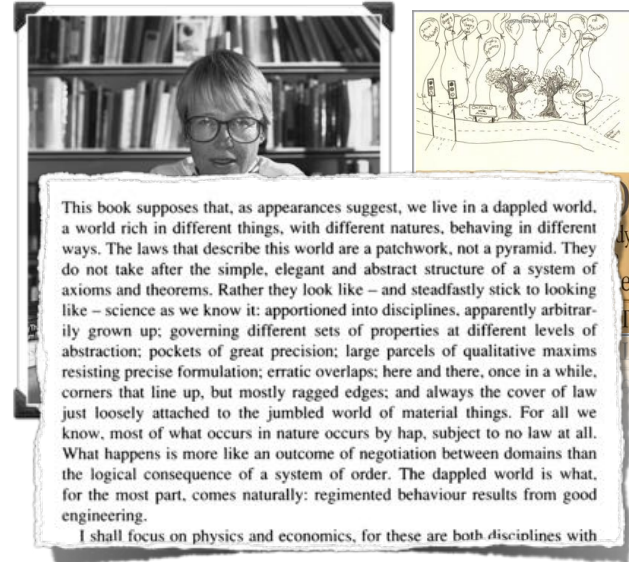 This book supposes that, as appearances suggest, we live in a dappled world,
a world rich in different things, with different natures, behaving in different
ways. The laws that describe this world are a patchwork, not a pyramid. They
do not take after the simple, elegant and abstract structure of a system of
axioms and theorems. Rather they look like – and steadfastly stick to looking
like – science as we know it: apportioned into disciplines, apparently arbitrar-
ily grown up; governing different sets of properties at different levels of
abstraction; pockets of great precision; large parcels of qualitative maxims
resisting precise formulation; erratic overlaps; here and there, once in a while,
corners that line up, but mostly ragged edges; and always the cover of law
just loosely attached to the jumbled world of material things. For all we
know, most of what occurs in nature occurs by hap, subject to no law at all.
What happens is more like an outcome of negotiation between domains than
the logical consequence of a system of order. The dappled world is what,
for the most part, comes naturally: regimented behaviour results from good
engineering.
I shall focus on physics and economics, for these are both disciplines with